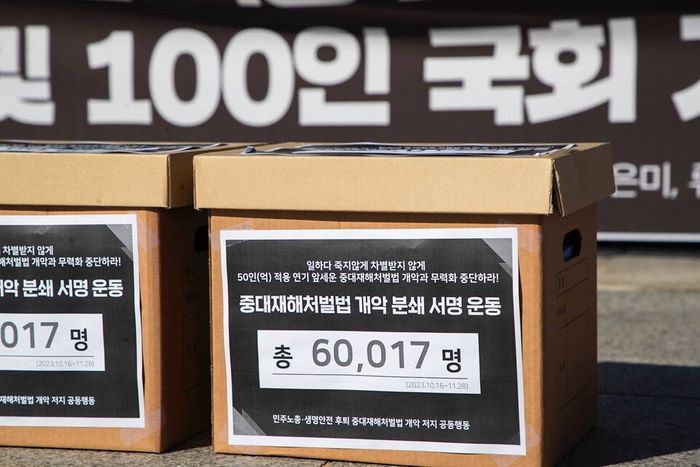 및 100인 국회
은미,
차별받지 않게
재해처벌법 개악과 무력화 중단하라!
개악 분쇄 서명 운동
017 명
(2023.10.16~11.28)
재해처벌법 개악 저지 공동행동
일하다 죽지않게 차별받지 않게
50인(억) 적용 연기 앞세운 중대재해처벌법 개악과 무력화 중단하라!
중대재해처벌법 개악 분쇄 서명 운동
총 60,017 명
(2023.10.16~11.28)
민주노총·생명안전 후퇴 중대재해처벌법 개악 저지 공동행동